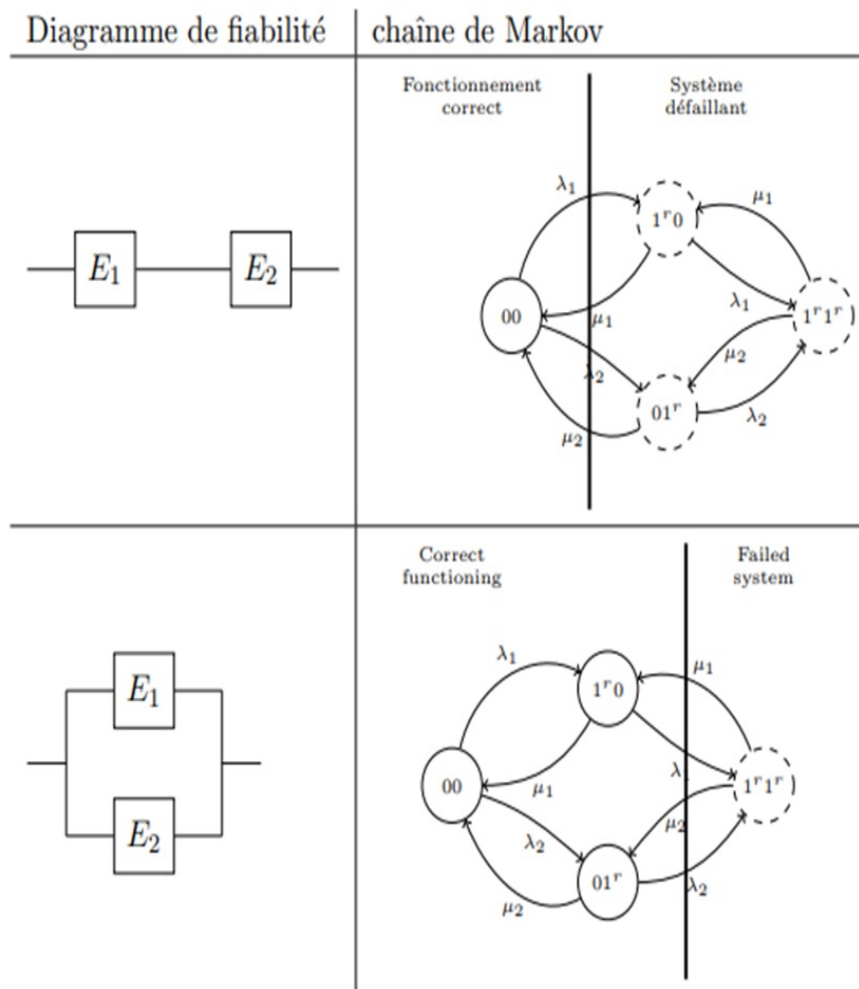 Diagramme de fiabilité
chaîne de Markov
Fonctionnement
correct
Système
défaillant
λ₁
1ʳ0
μ₁
E₁
E₂
00
μ₁
λ₁
1ʳ1ʳ
λ₂
μ₂
01ʳ
μ₂
λ₂
Correct
functioning
Failed
system
λ₁
1ʳ0
μ₁
E₁
00
μ₁
λ
1ʳ1ʳ
E₂
λ₂
μ₂
01ʳ
μ₂
λ₂